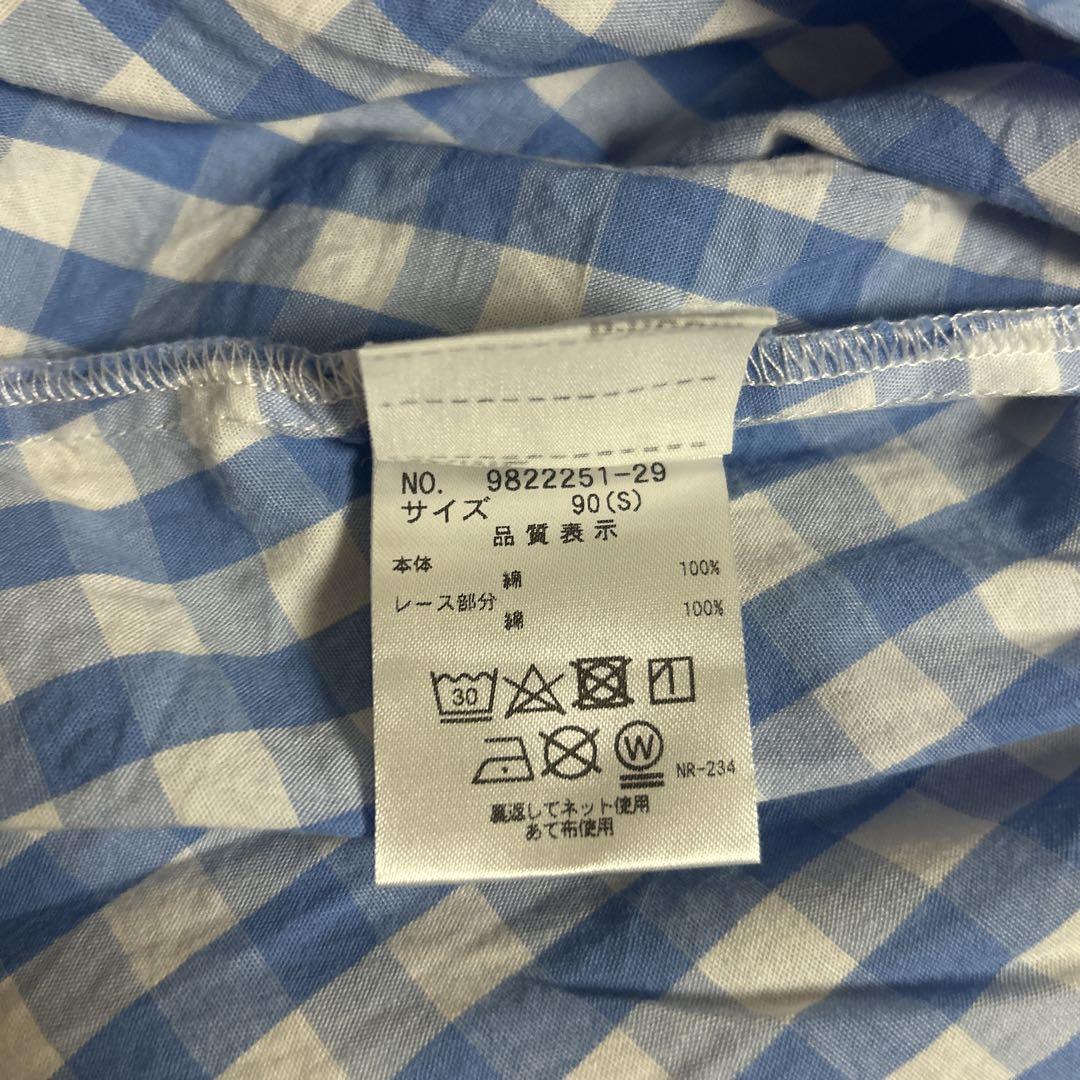 NO. 9822251-29
サイズ 90(S)
品質表示
本体
綿 100%
レース部分
綿 100%
30
W
NR-234
裏返してネット使用
あて布使用